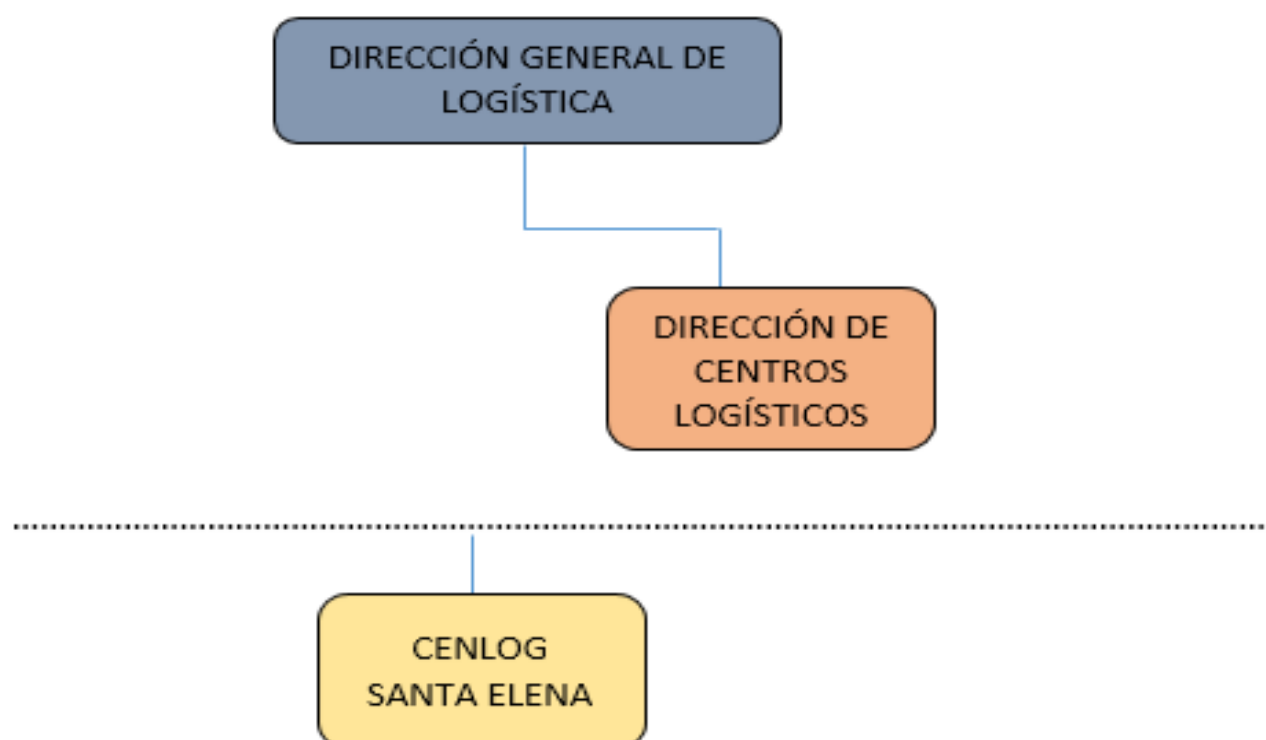 DIRECCIÓN GENERAL DE
LOGÍSTICA
DIRECCIÓN DE
CENTROS
LOGÍSTICOS
CENLOG
SANTA ELENA